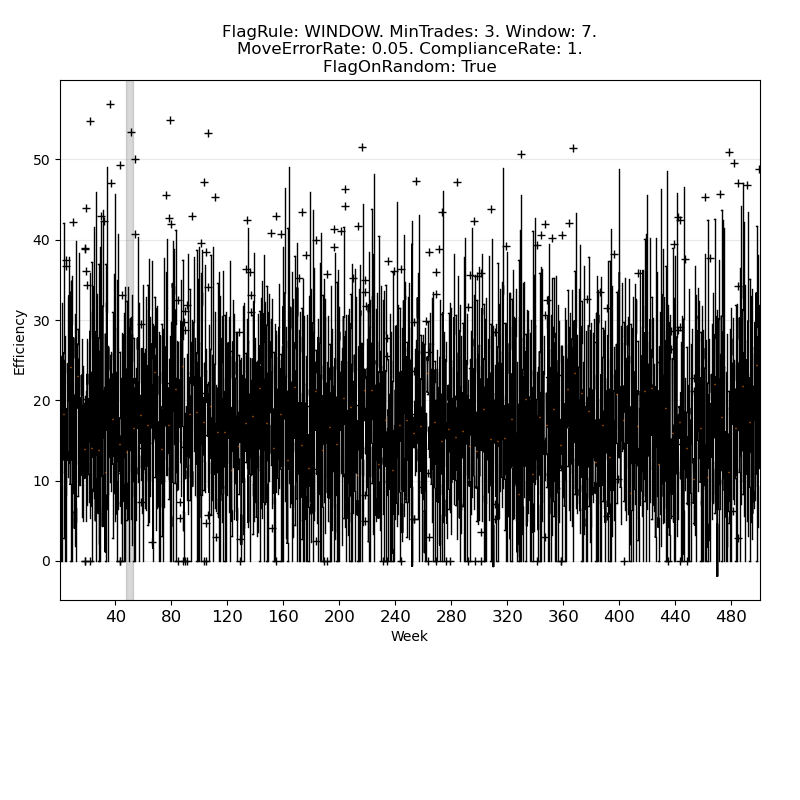 FlagRule: WINDOW. MinTrades: 3. Window: 7.
MoveErrorRate: 0.05. ComplianceRate: 1.
FlagOnRandom: True
50
40
30
20
10
0
Efficiency
40 80 120 160 200 240 280 320 360 400 440 480
Week